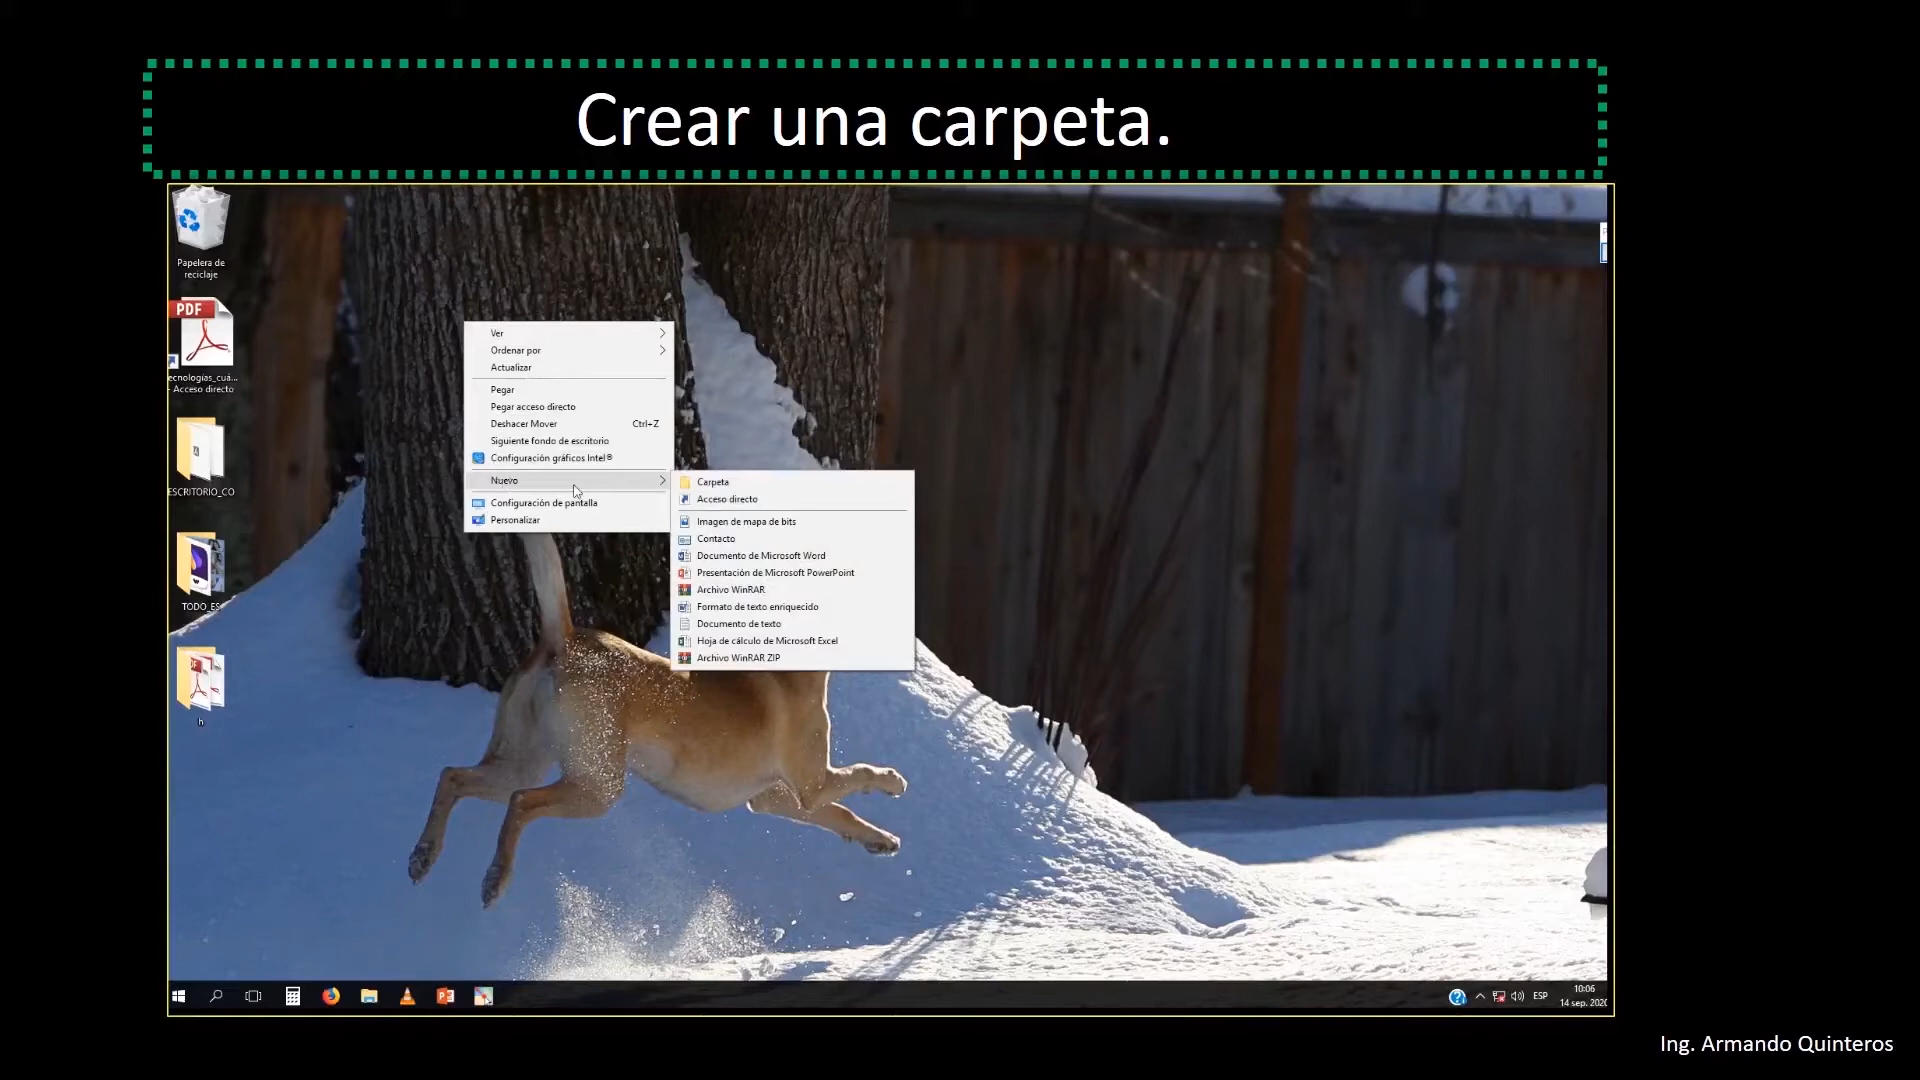 Crear una carpeta.
Papelera de
reciclaje
PDF
ecnologías_cuá...
- Acceso directo
ESCRITORIO_CO
TODO_ES
h
Ver
Ordenar por
Actualizar
Pegar
Pegar acceso directo
Deshacer Mover Ctrl+Z
Siguiente fondo de escritorio
Configuración gráficos Intel®
Nuevo
Configuración de pantalla
Personalizar
Carpeta
Acceso directo
Imagen de mapa de bits
Contacto
Documento de Microsoft Word
Presentación de Microsoft PowerPoint
Archivo WinRAR
Formato de texto enriquecido
Documento de texto
Hoja de cálculo de Microsoft Excel
Archivo WinRAR ZIP
ESP
10:06
14 sep. 2020
Ing. Armando Quinteros